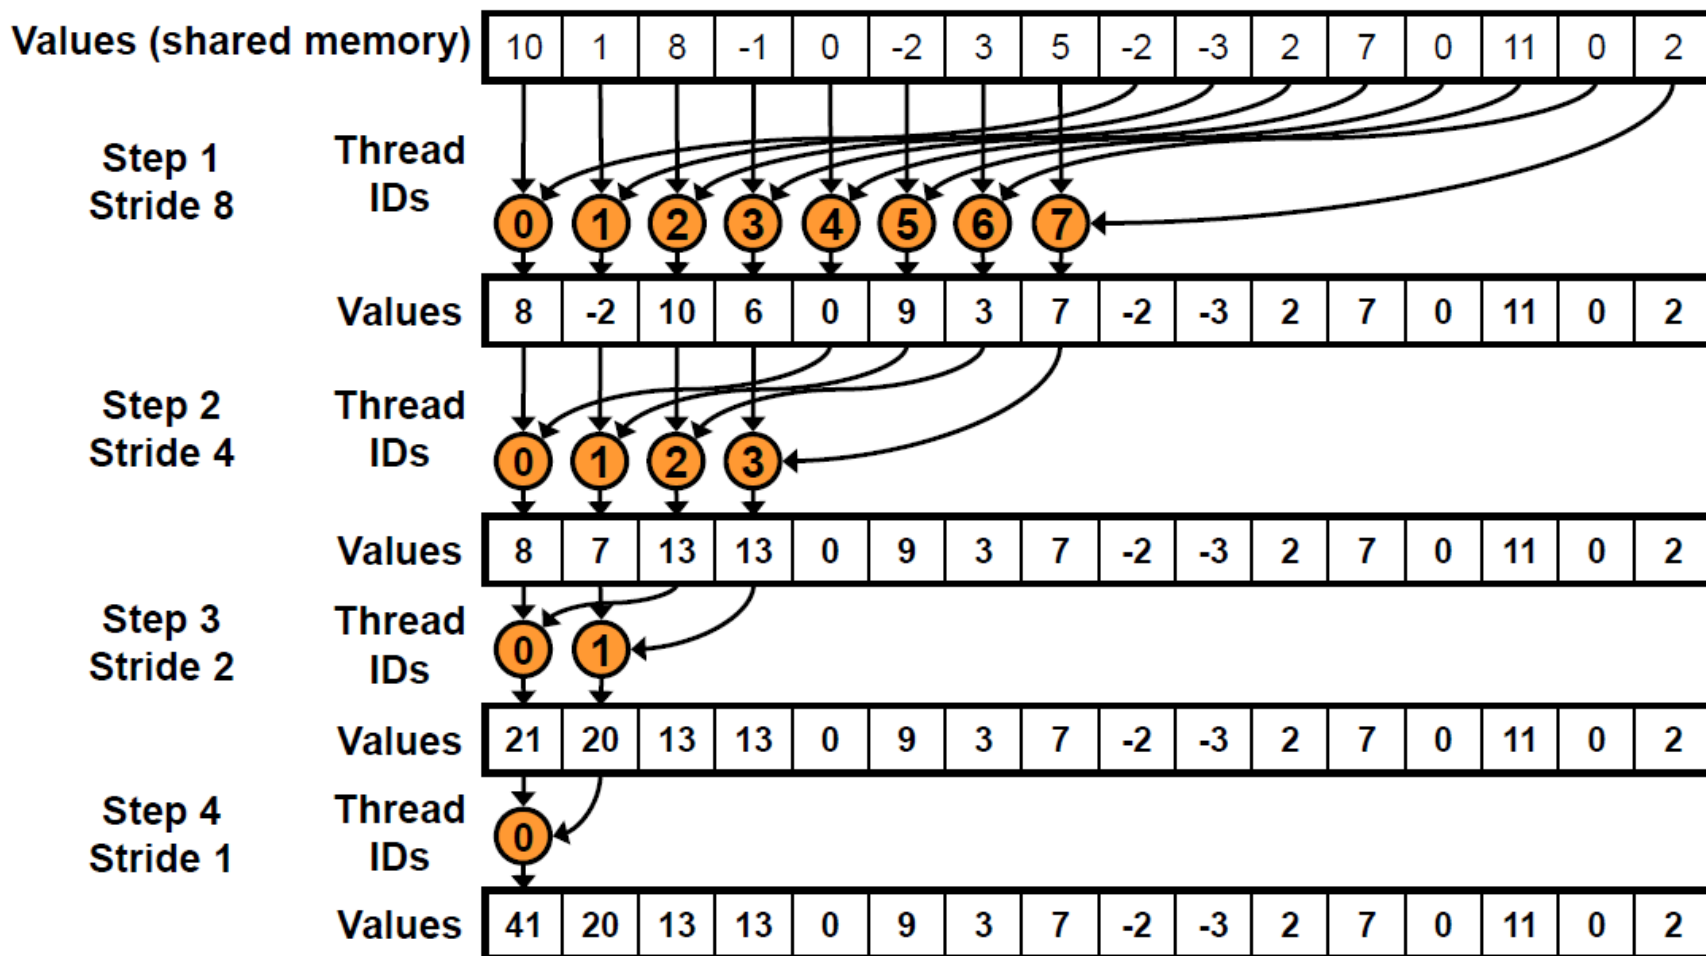 Values (shared memory) 10 1 8 -1 0 -2 3 5 -2 -3 2 7 0 11 0 2
Step 1
Stride 8
Thread
IDs
0 1 2 3 4 5 6 7
Values 8 -2 10 6 0 9 3 7 -2 -3 2 7 0 11 0 2
Step 2
Stride 4
Thread
IDs
0 1 2 3
Values 8 7 13 13 0 9 3 7 -2 -3 2 7 0 11 0 2
Step 3
Stride 2
Thread
IDs
0 1
Values 21 20 13 13 0 9 3 7 -2 -3 2 7 0 11 0 2
Step 4
Stride 1
Thread
IDs
0
Values 41 20 13 13 0 9 3 7 -2 -3 2 7 0 11 0 2